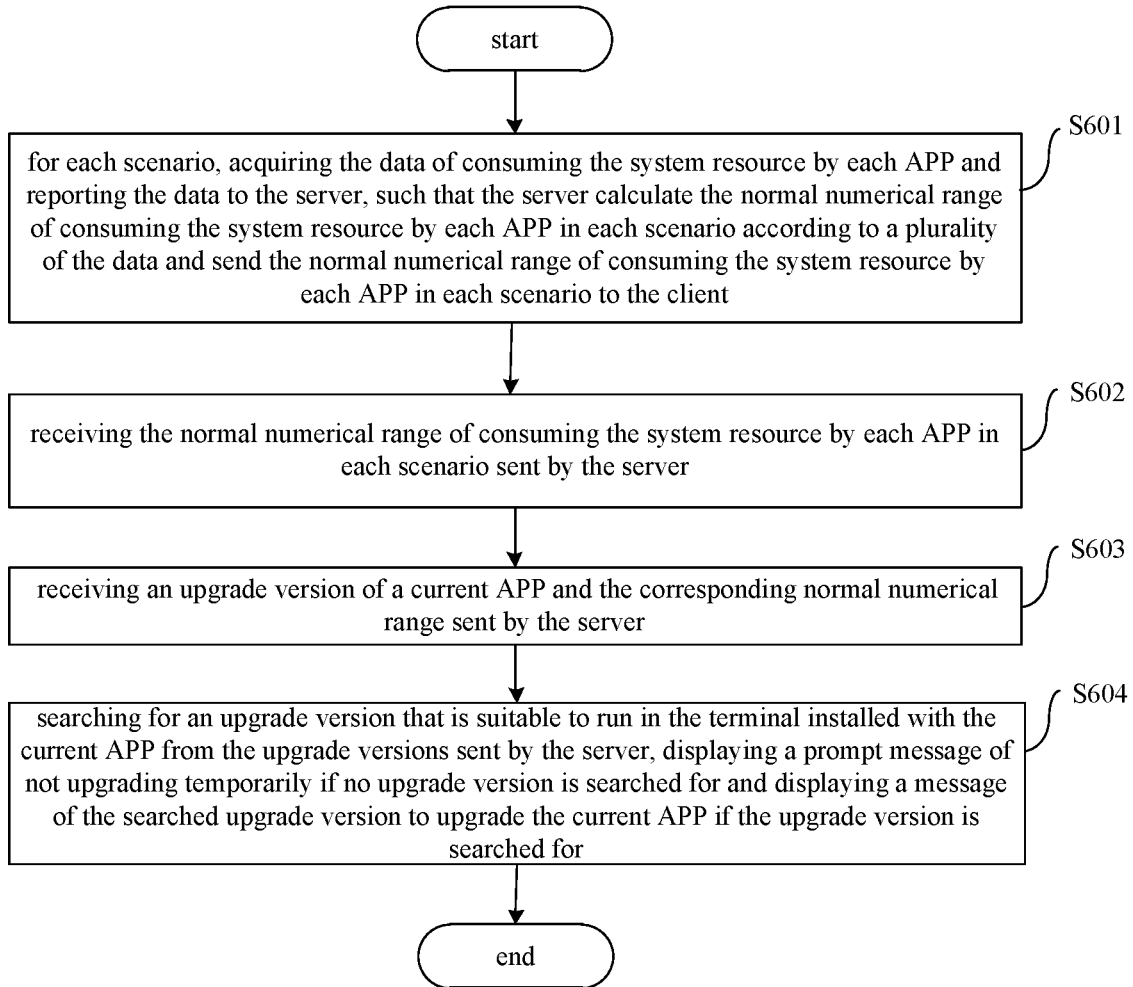 start
S601
for each scenario, acquiring the data of consuming the system resource by each APP and
reporting the data to the server, such that the server calculate the normal numerical range
of consuming the system resource by each APP in each scenario according to a plurality
of the data and send the normal numerical range of consuming the system resource by
each APP in each scenario to the client
S602
receiving the normal numerical range of consuming the system resource by each APP in
each scenario sent by the server
S603
receiving an upgrade version of a current APP and the corresponding normal numerical
range sent by the server
S604
searching for an upgrade version that is suitable to run in the terminal installed with the
current APP from the upgrade versions sent by the server, displaying a prompt message of
not upgrading temporarily if no upgrade version is searched for and displaying a message
of the searched upgrade version to upgrade the current APP if the upgrade version is
searched for
end